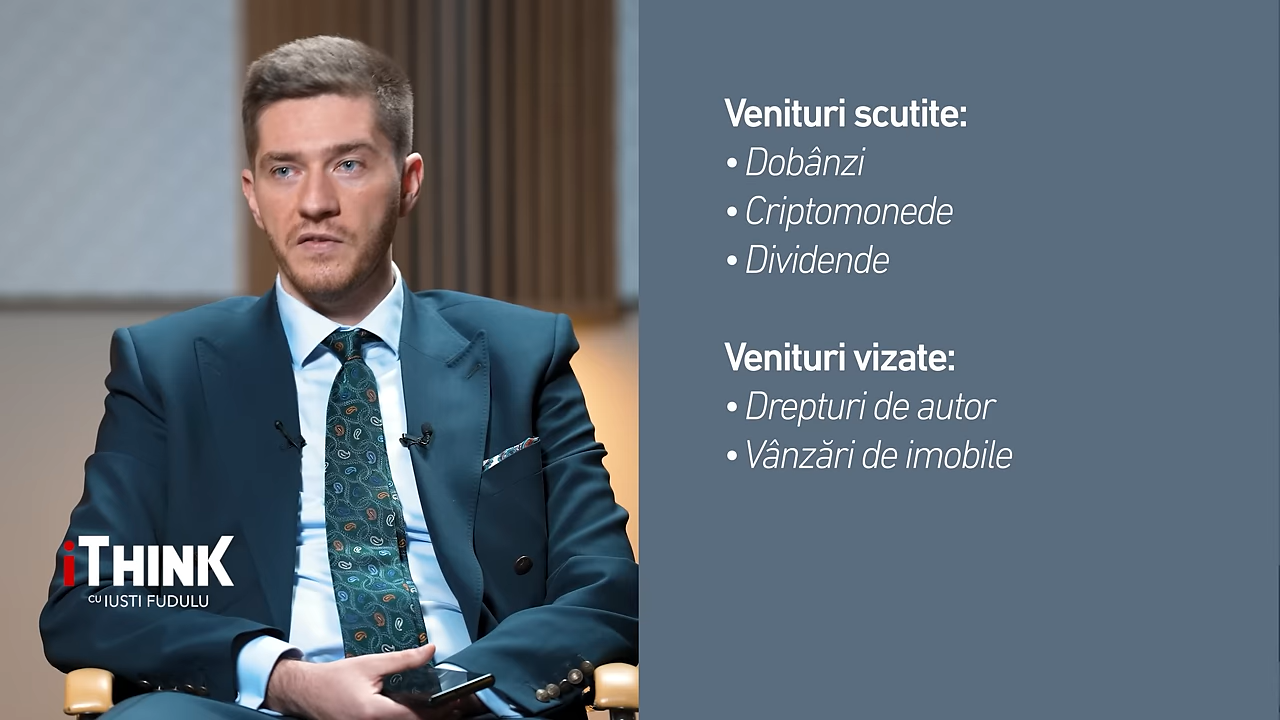 iTHINK
CU IUSTI FUDULU
Venituri scutite:
• Dobânzi
• Criptomonede
• Dividende
Venituri vizate:
• Drepturi de autor
• Vânzări de imobile